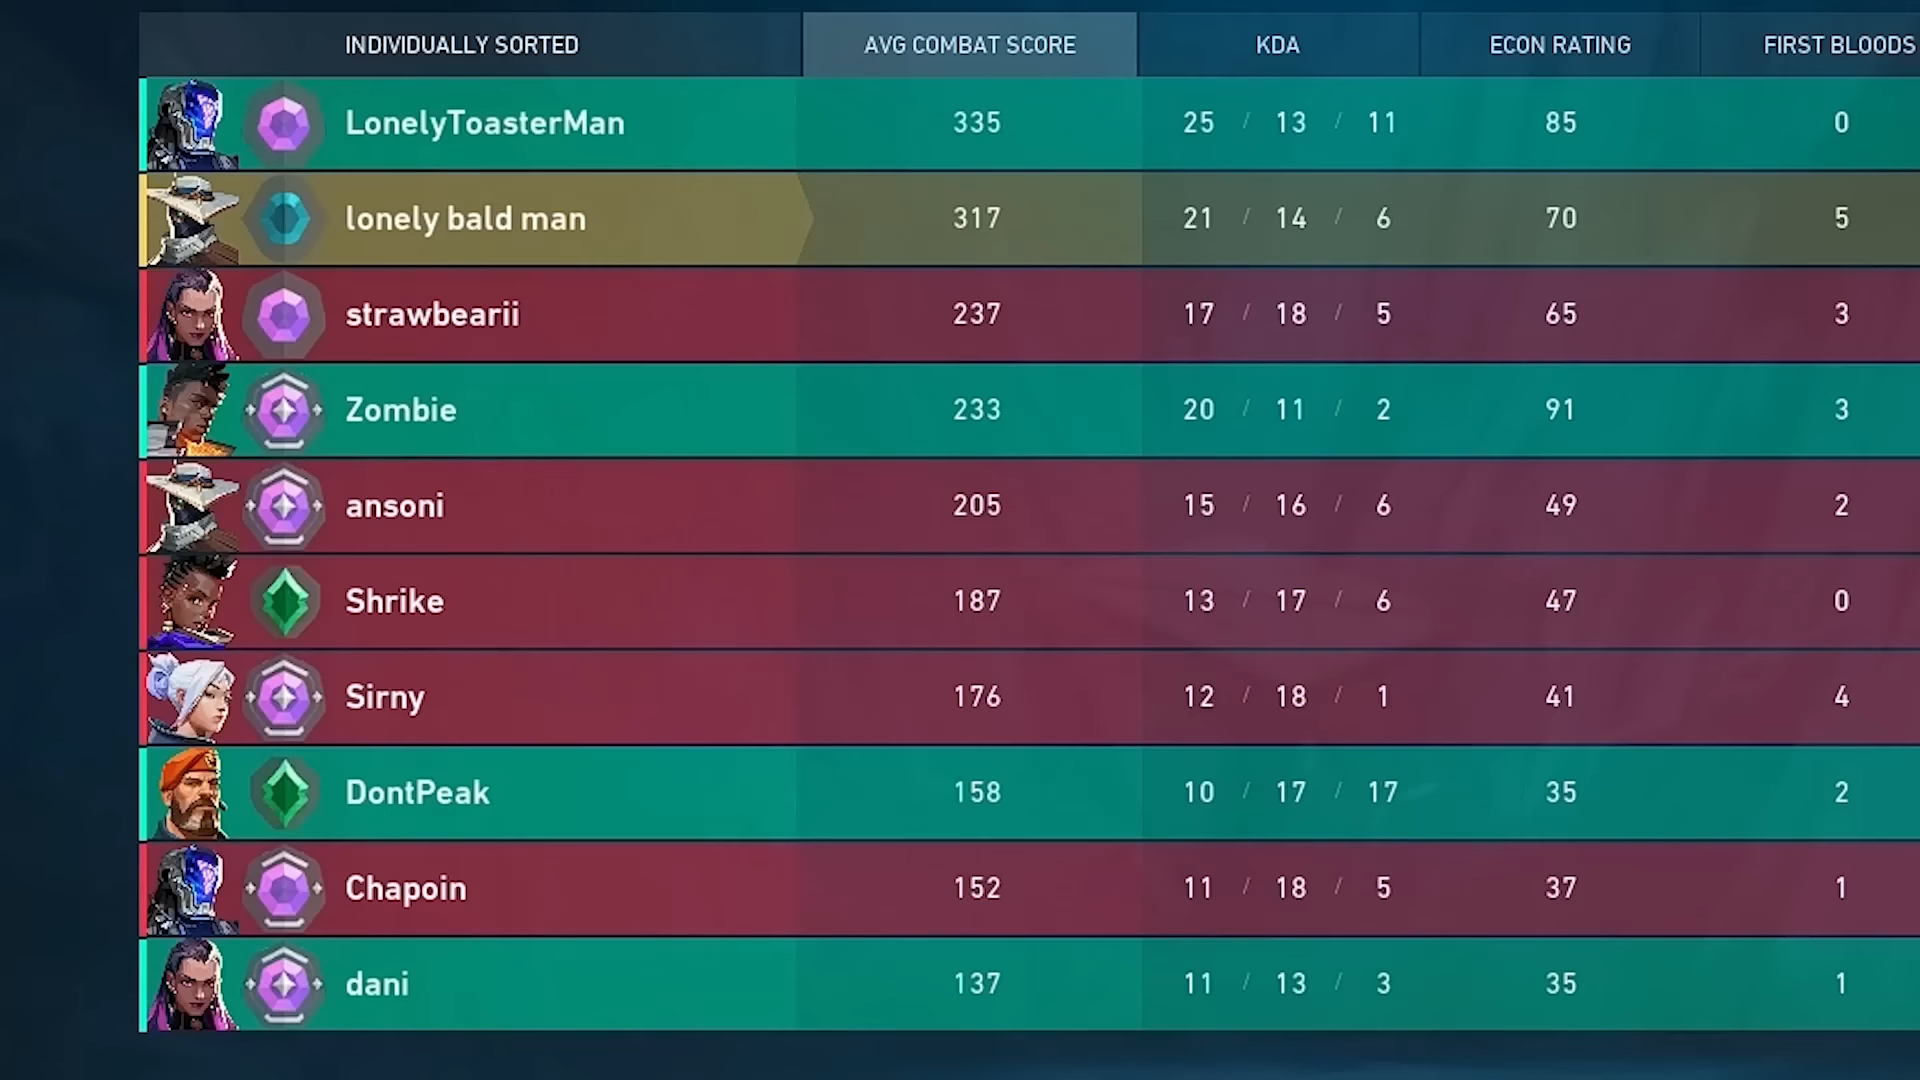 INDIVIDUALLY SORTED AVG COMBAT SCORE KDA ECON RATING FIRST BLOODS
LonelyToasterMan 335 25 / 13 / 11 85 0
lonely bald man 317 21 / 14 / 6 70 5
strawbearii 237 17 / 18 / 5 65 3
Zombie 233 20 / 11 / 2 91 3
ansoni 205 15 / 16 / 6 49 2
Shrike 187 13 / 17 / 6 47 0
Sirny 176 12 / 18 / 1 41 4
DontPeak 158 10 / 17 / 17 35 2
Chapoin 152 11 / 18 / 5 37 1
dani 137 11 / 13 / 3 35 1